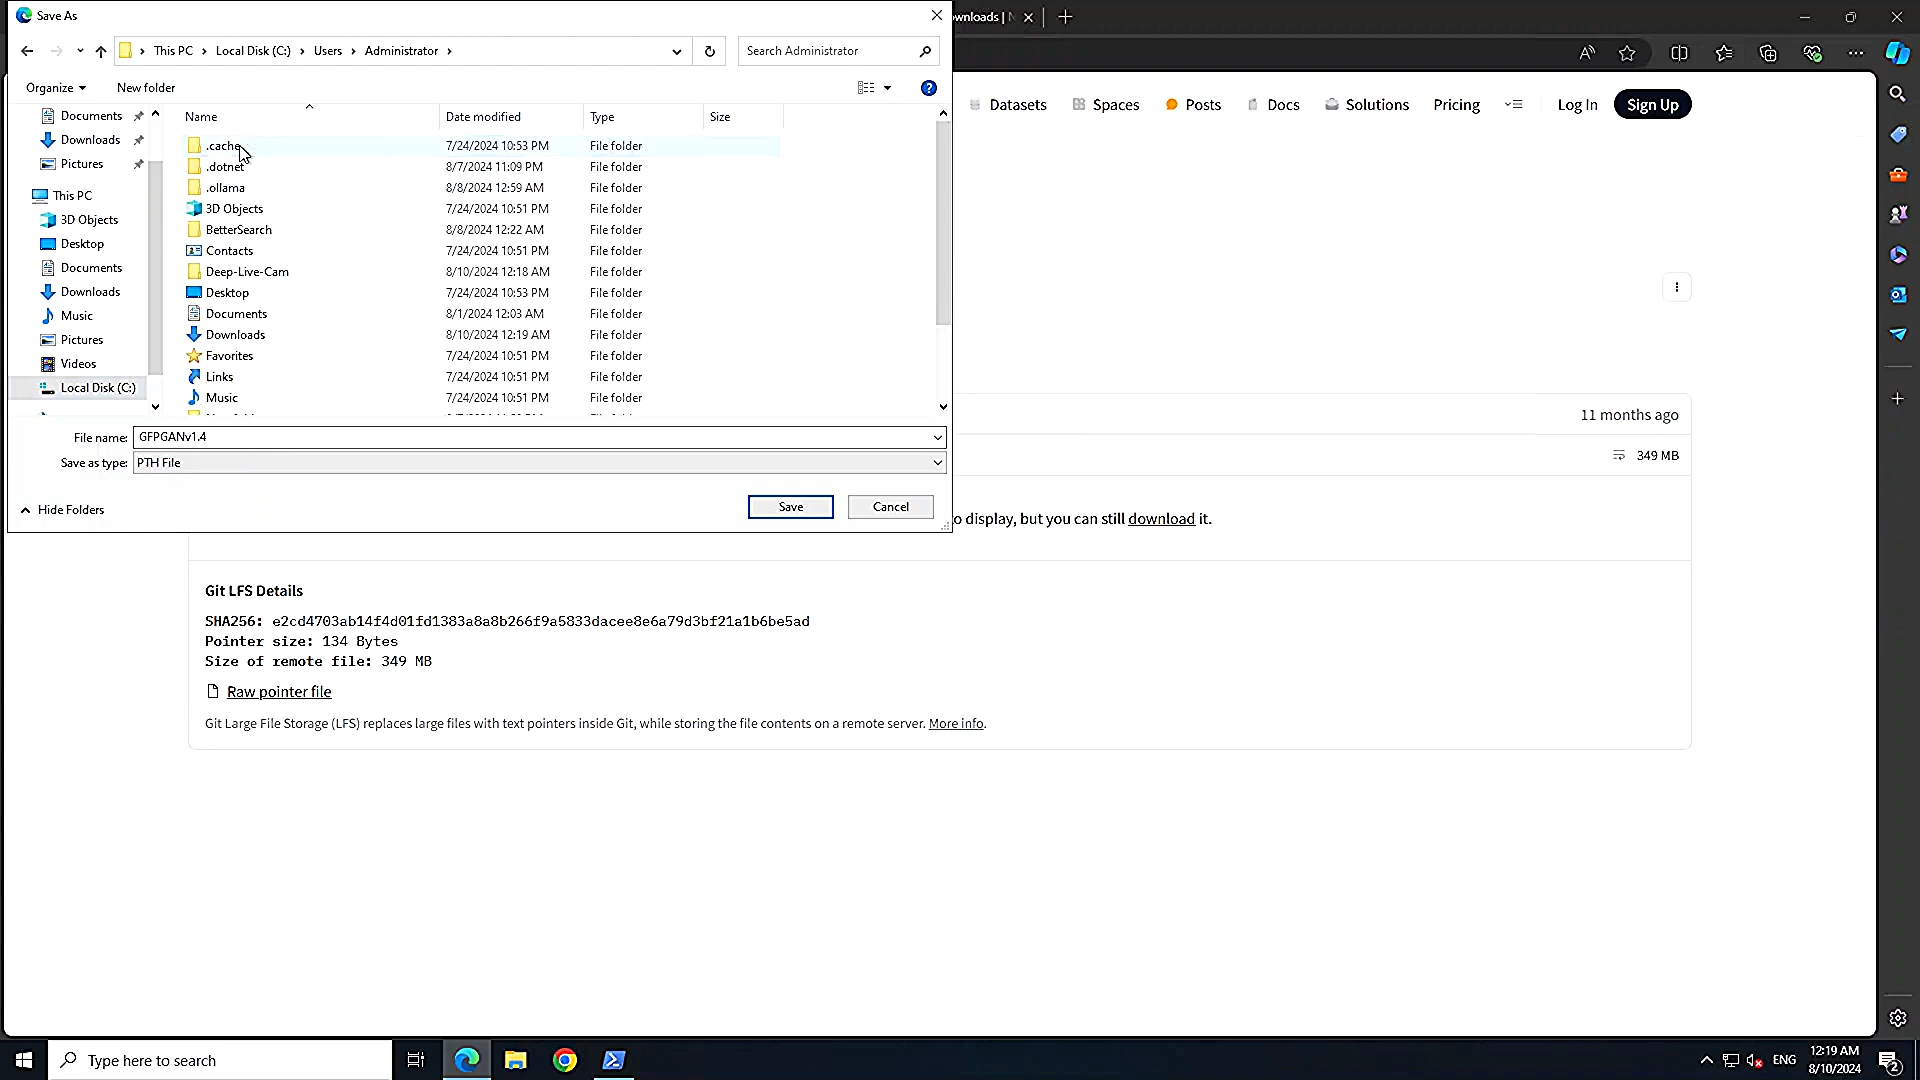 Save As
wnloads |
This PC > Local Disk (C:) > Users > Administrator >
Search Administrator
Organize
New folder
Datasets
Spaces
Posts
Docs
Solutions
Pricing
Log In
Sign Up
Documents
Downloads
Pictures
This PC
3D Objects
Desktop
Documents
Downloads
Music
Pictures
Videos
Local Disk (C:)
Name Date modified Type Size
.cache 7/24/2024 10:53 PM File folder
.dotnet 8/7/2024 11:09 PM File folder
.ollama 8/8/2024 12:59 AM File folder
3D Objects 7/24/2024 10:51 PM File folder
BetterSearch 8/8/2024 12:22 AM File folder
Contacts 7/24/2024 10:51 PM File folder
Deep-Live-Cam 8/10/2024 12:18 AM File folder
Desktop 7/24/2024 10:53 PM File folder
Documents 8/1/2024 12:03 AM File folder
Downloads 8/10/2024 12:19 AM File folder
Favorites 7/24/2024 10:51 PM File folder
Links 7/24/2024 10:51 PM File folder
Music 7/24/2024 10:51 PM File folder
File name: GFPGANv1.4
Save as type: PTH File
Hide Folders
Save
Cancel
11 months ago
349 MB
o display, but you can still download it.
Git LFS Details
SHA256: e2cd4703ab14f4d01fd1383a8a8b266f9a5833dacee8e6a79d3bf21a1b6be5ad
Pointer size: 134 Bytes
Size of remote file: 349 MB
Raw pointer file
Git Large File Storage (LFS) replaces large files with text pointers inside Git, while storing the file contents on a remote server. More info.
Type here to search
ENG
12:19 AM
8/10/2024
2